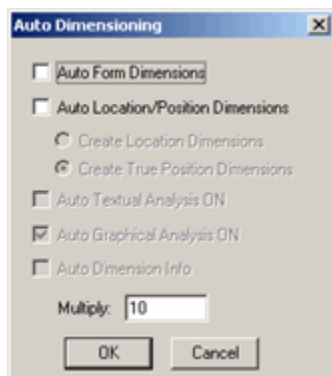 Auto Dimensioning
Auto Form Dimensions
Auto Location/Position Dimensions
Create Location Dimensions
Create True Position Dimensions
Auto Textual Analysis ON
Auto Graphical Analysis ON
Auto Dimension Info
Multiply: 10
OK Cancel